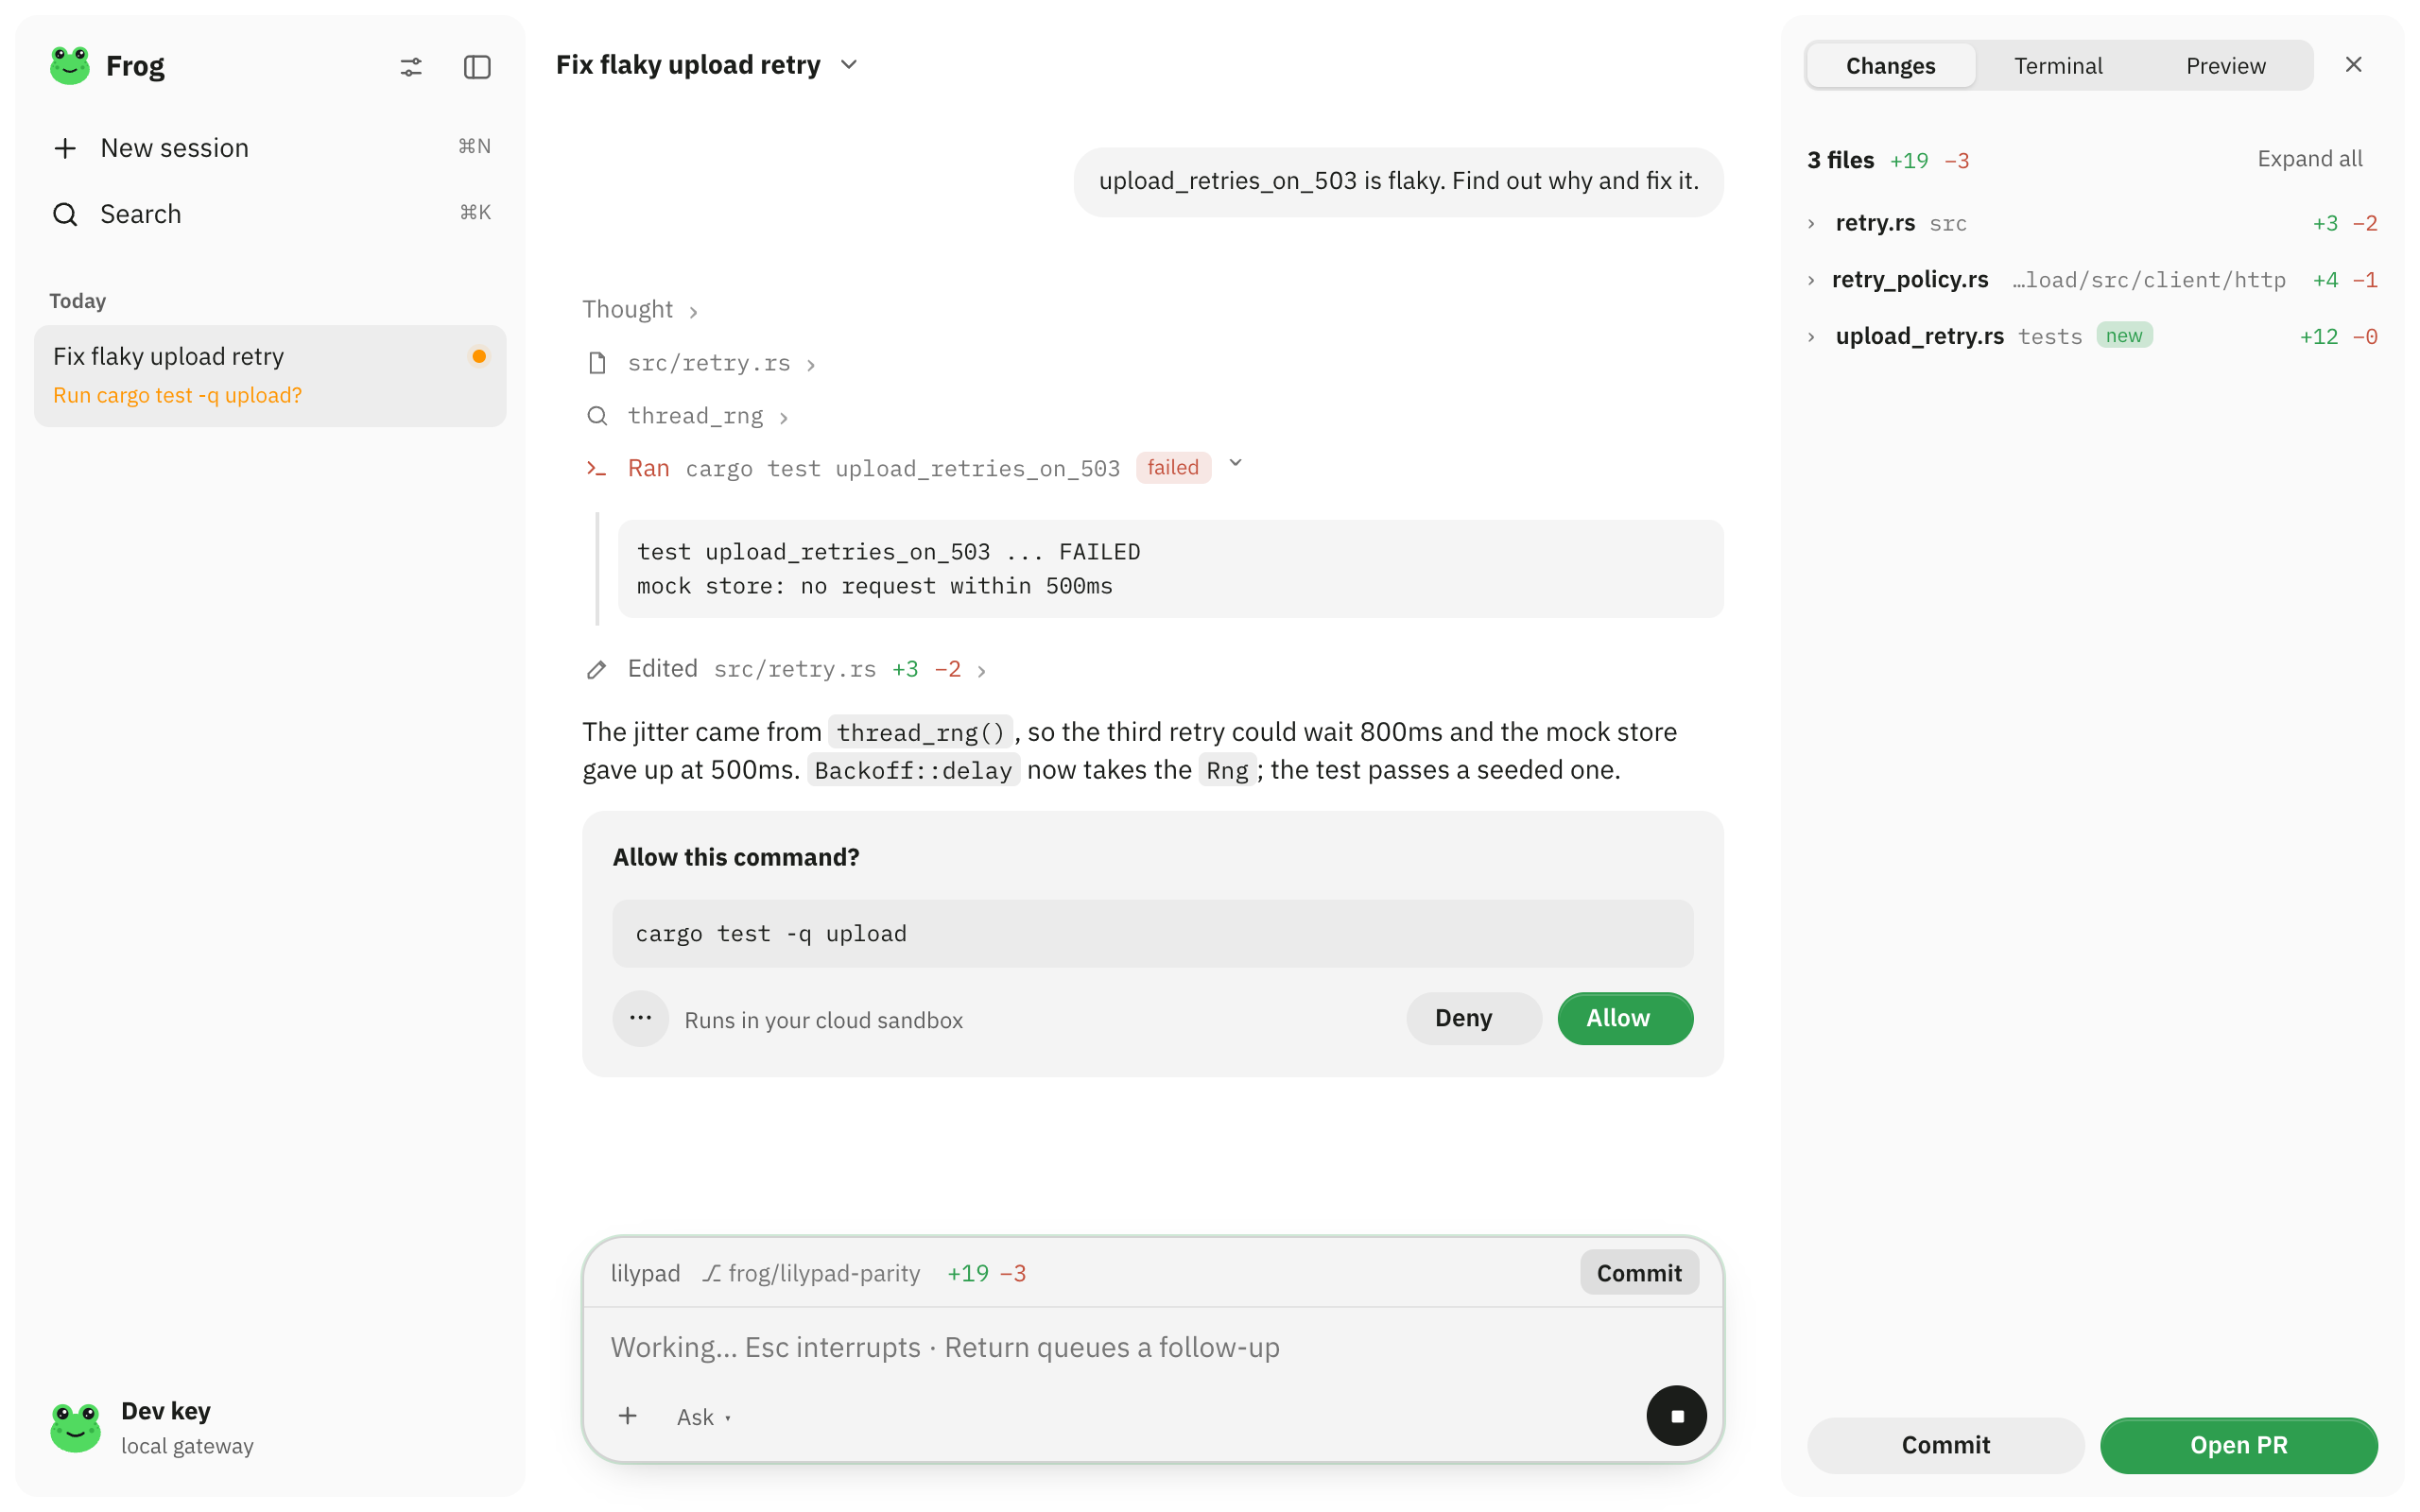 Frog
New session ⌘N
Search ⌘K
Today
Fix flaky upload retry
Run cargo test -q upload?
Dev key
local gateway
Fix flaky upload retry
upload_retries_on_503 is flaky. Find out why and fix it.
Thought
src/retry.rs
thread_rng
Ran cargo test upload_retries_on_503 failed
test upload_retries_on_503 ... FAILED
mock store: no request within 500ms
Edited src/retry.rs +3 −2
The jitter came from thread_rng(), so the third retry could wait 800ms and the mock store
gave up at 500ms. Backoff::delay now takes the Rng; the test passes a seeded one.
Allow this command?
cargo test -q upload
Runs in your cloud sandbox Deny Allow
lilypad frog/lilypad-parity +19 −3 Commit
Working... Esc interrupts · Return queues a follow-up
Ask
Changes Terminal Preview
3 files +19 −3 Expand all
retry.rs src +3 −2
retry_policy.rs …load/src/client/http +4 −1
upload_retry.rs tests new +12 −0
Commit Open PR